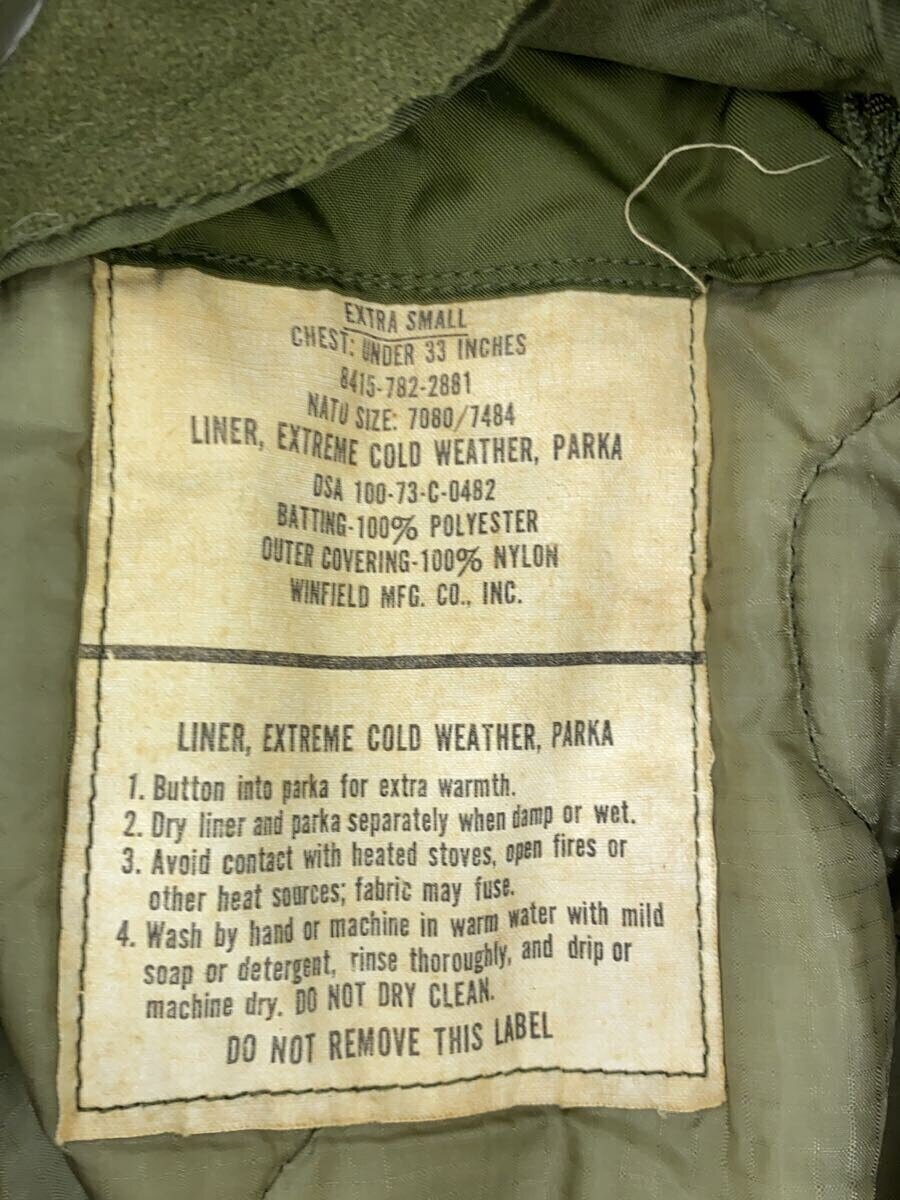 EXTRA SMALL
CHEST: UNDER 33 INCHES
8415-782-2881
NATO SIZE: 7080/7484
LINER, EXTREME COLD WEATHER, PARKA
DSA 100-73-C-0482
BATTING-100% POLYESTER
OUTER COVERING-100% NYLON
WINFIELD MFG. CO., INC.
LINER, EXTREME COLD WEATHER, PARKA
1. Button into parka for extra warmth.
2. Dry liner and parka separately when damp or wet.
3. Avoid contact with heated stoves, open fires or
other heat sources; fabric may fuse.
4. Wash by hand or machine in warm water with mild
soap or detergent, rinse thoroughly, and drip or
machine dry. DO NOT DRY CLEAN.
DO NOT REMOVE THIS LABEL